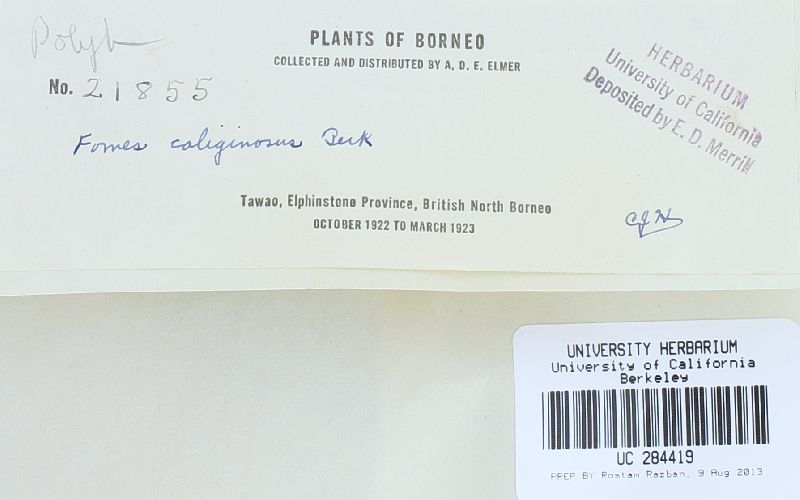 PLANTS OF BORNEO
COLLECTED AND DISTRIBUTED BY A. D. E. ELMER
No. 21855
HERBARIUM
University of California
Deposited by E. D. Merrill
Fomes caliginosus Berk
Tawao, Elphinstone Province, British North Borneo
OCTOBER 1922 TO MARCH 1923
UNIVERSITY HERBARIUM
University of California
Berkeley
UC 284419
PREP BY Rostam Razban, 9 Aug 2013